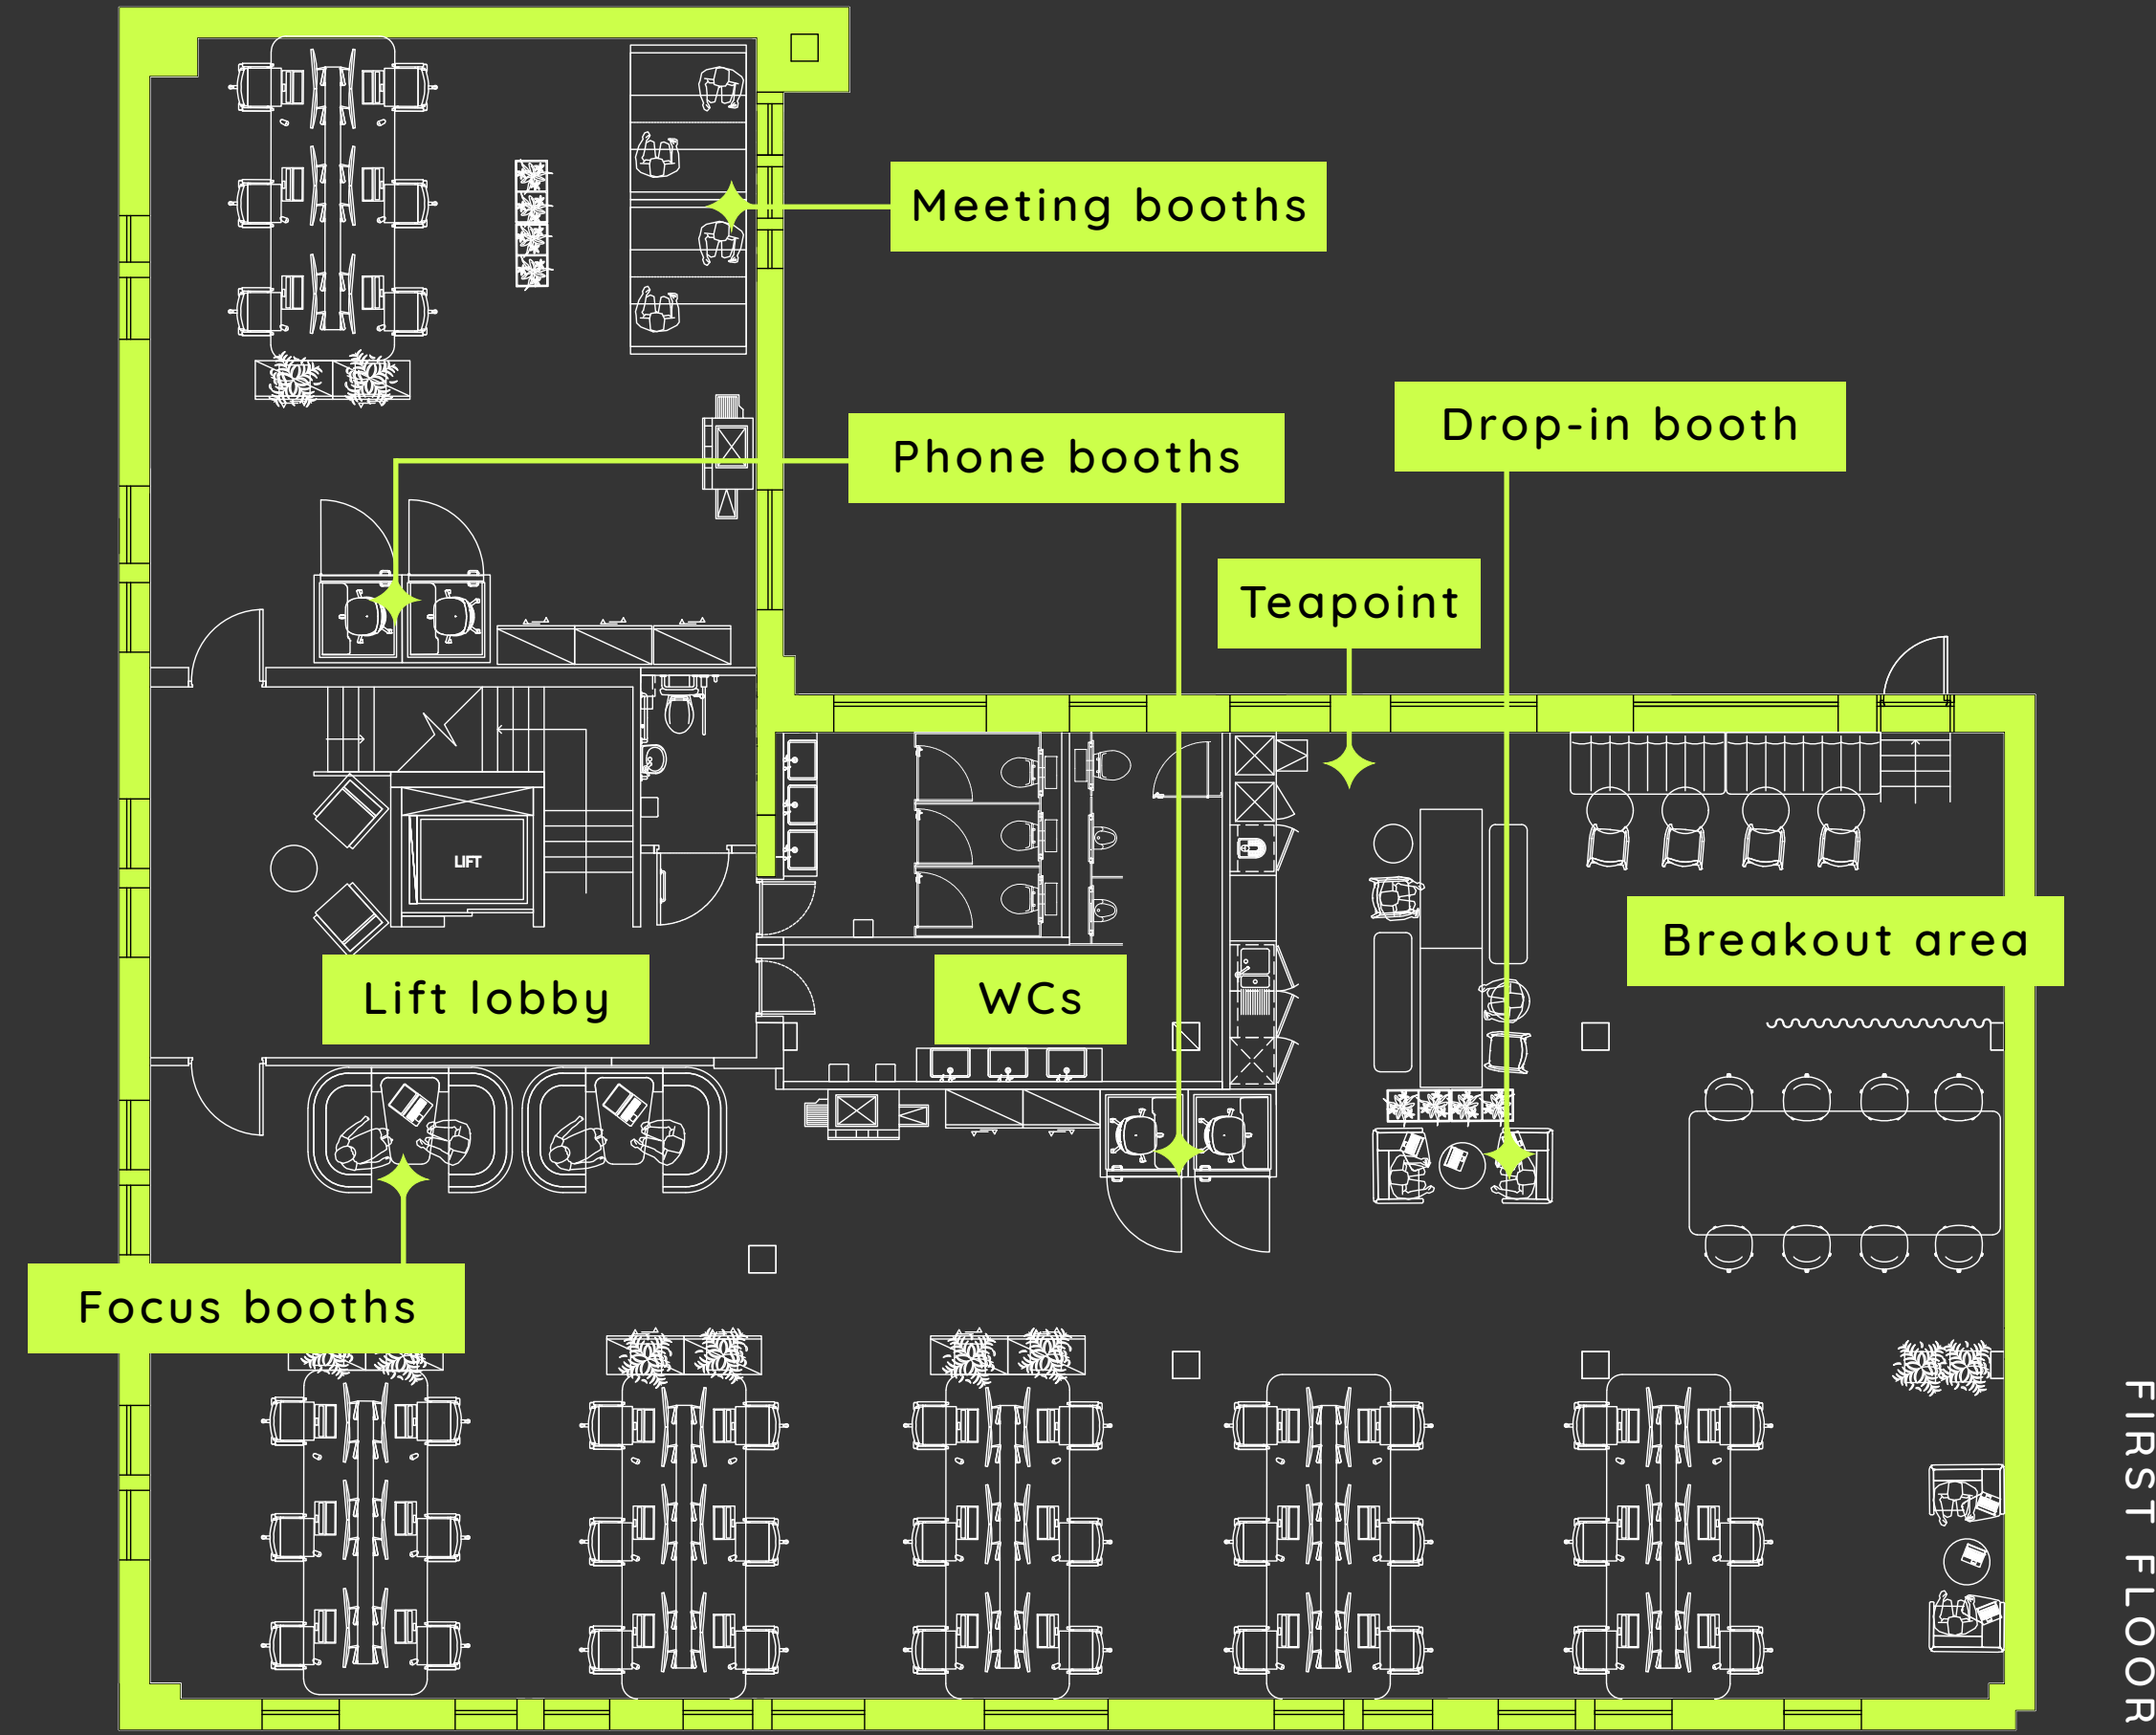 Meeting booths
Drop-in booth
Phone booths
Teapoint
LIFT
Breakout area
Lift lobby
WCs
Focus booths
FIRST FLOOR